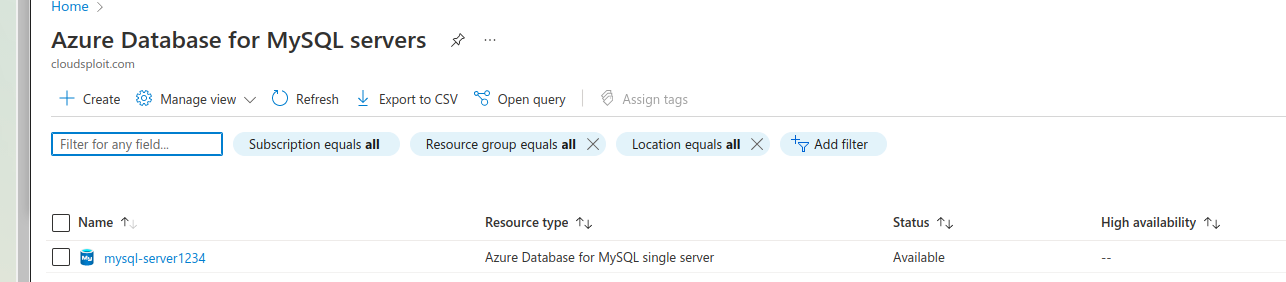 Home
Azure Database for MySQL servers
cloudsploit.com
Create Manage view Refresh Export to CSV Open query Assign tags
Filter for any field... Subscription equals all Resource group equals all Location equals all Add filter
Name Resource type Status High availability
My mysql-server1234 Azure Database for MySQL single server Available --